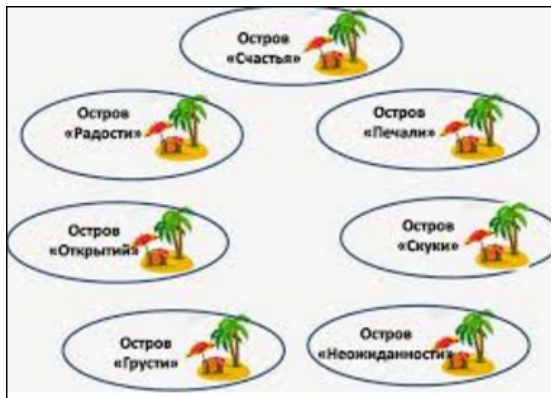 Остров
«Счастья»
Остров
«Радости»
Остров
«Печали»
Остров
«Открытий»
Остров
«Скуки»
Остров
«Грусти»
Остров
«Неожиданности»